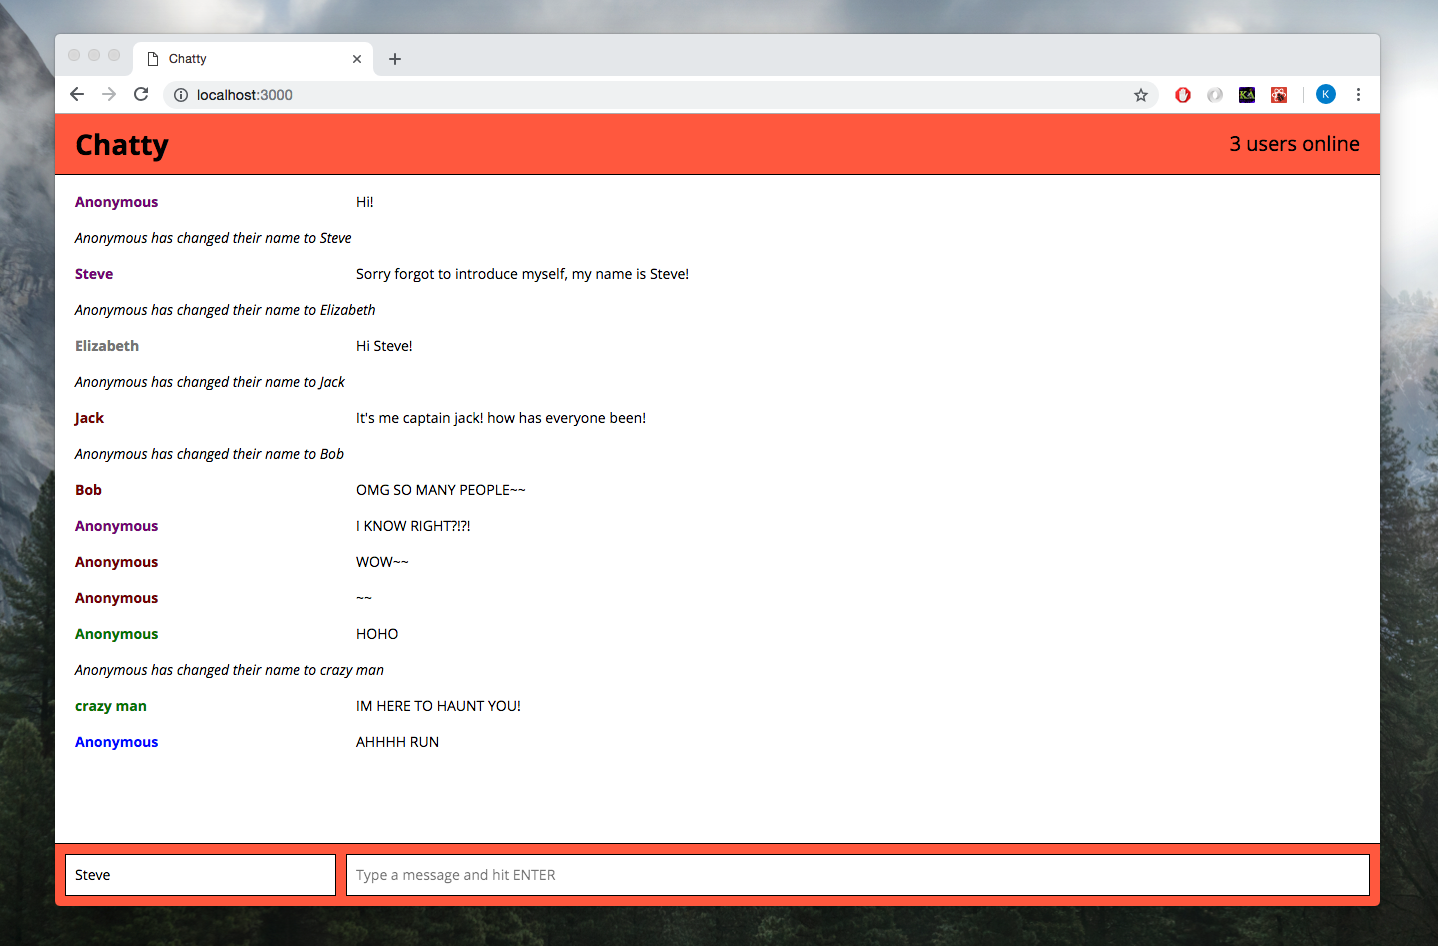 Chatty
localhost:3000
KA
K
Chatty
3 users online
Anonymous Hi!
Anonymous has changed their name to Steve
Steve Sorry forgot to introduce myself, my name is Steve!
Anonymous has changed their name to Elizabeth
Elizabeth Hi Steve!
Anonymous has changed their name to Jack
Jack It's me captain jack! how has everyone been!
Anonymous has changed their name to Bob
Bob OMG SO MANY PEOPLE~~
Anonymous I KNOW RIGHT?!?!
Anonymous WOW~~
Anonymous ~~
Anonymous HOHO
Anonymous has changed their name to crazy man
crazy man IM HERE TO HAUNT YOU!
Anonymous AHHHH RUN
Steve Type a message and hit ENTER